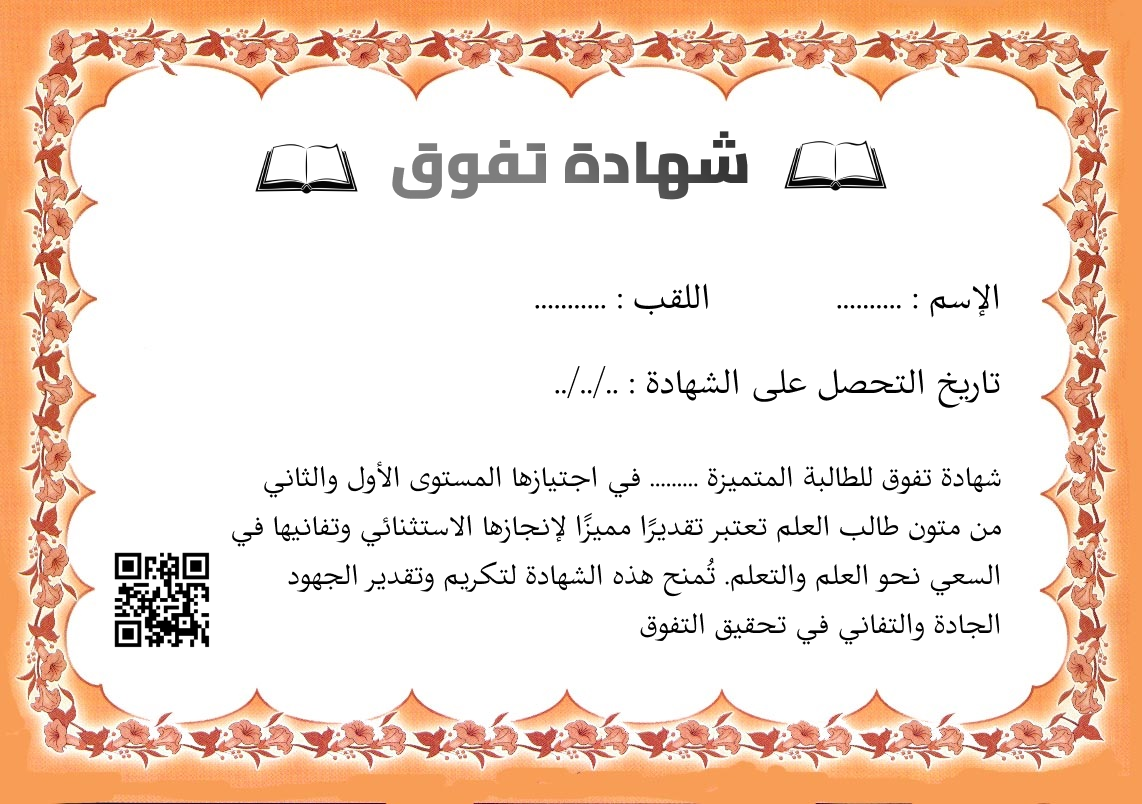 شهادة تفوق
الإسم : .......... اللقب : ...........
تاريخ التحصل على الشهادة : ../../..
شهادة تفوق للطالبة المتميزة ......... في اجتيازها المستوى الأول والثاني
من متون طالب العلم تعتبر تقديرًا مميزًا لإنجازها الاستثنائي وتفانيها في
السعي نحو العلم والتعلم. تُمنح هذه الشهادة لتكريم وتقدير الجهود
الجادة والتفاني في تحقيق التفوق